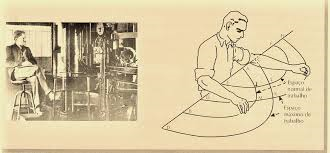 Espaço
normal de
trabalho
Espaço
máximo de
trabalho